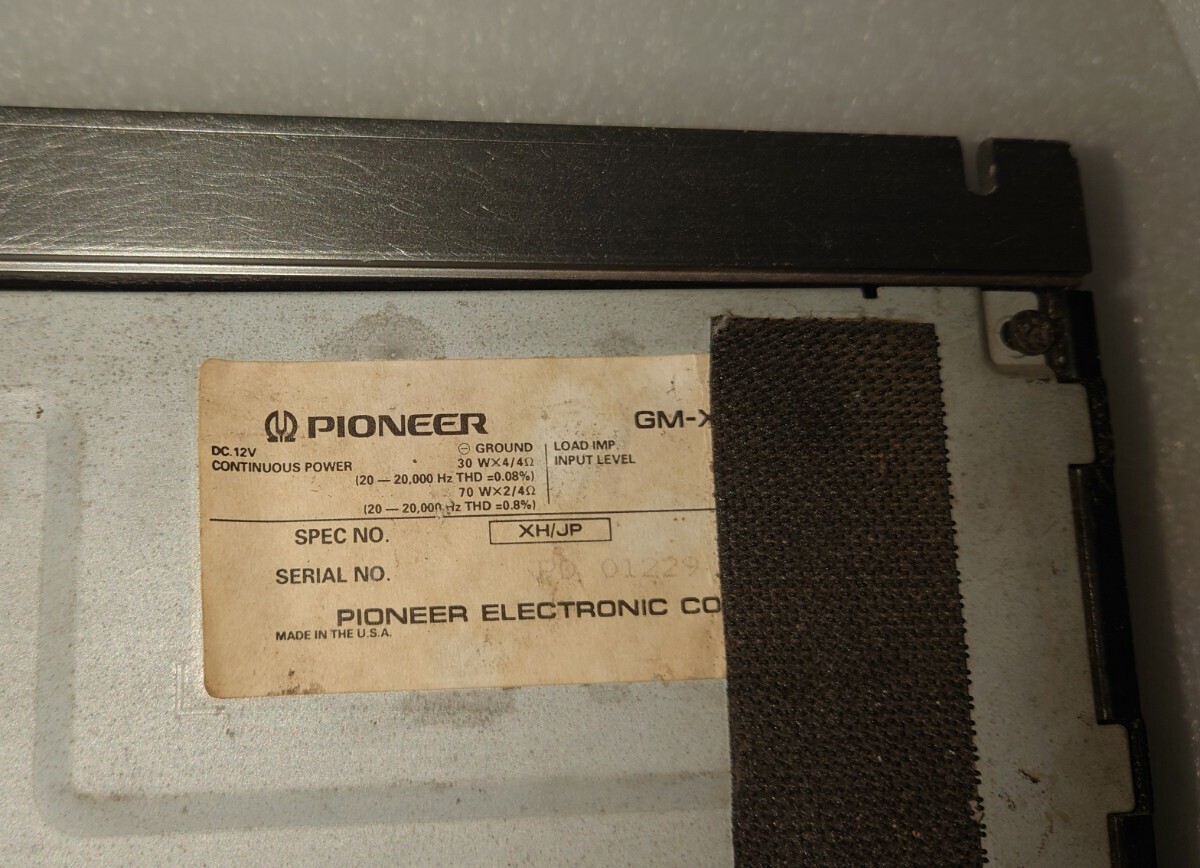 PIONEER GM-X
DC.12V ⊖ GROUND LOAD IMP.
CONTINUOUS POWER 30 W×4/4Ω INPUT LEVEL
(20 — 20,000 Hz THD =0.08%)
70 W×2/4Ω
(20 — 20,000 Hz THD =0.8%)
SPEC NO. XH/JP
SERIAL NO. 01229
PIONEER ELECTRONIC CO
MADE IN THE U.S.A.